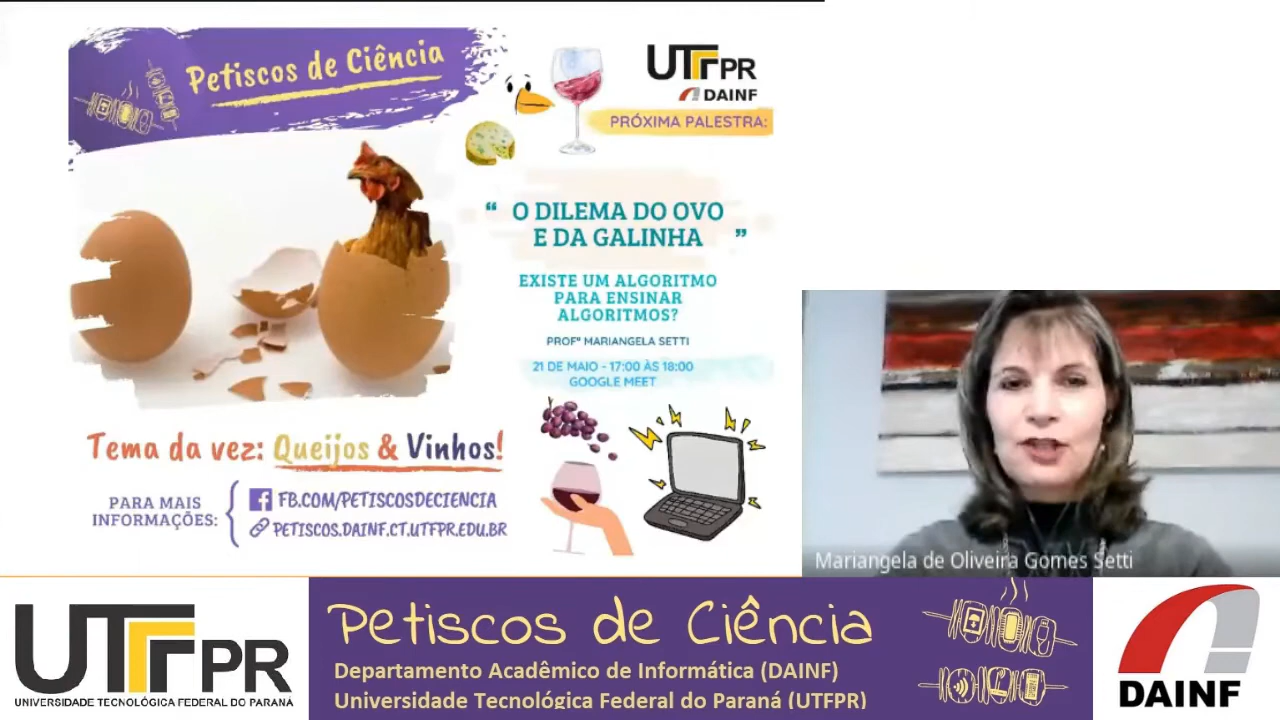 Petiscos de Ciência
UTFPR
DAINF
PRÓXIMA PALESTRA:
“ O DILEMA DO OVO
E DA GALINHA ”
EXISTE UM ALGORITMO
PARA ENSINAR
ALGORITMOS?
PROFª MARIANGELA SETTI
21 DE MAIO - 17:00 ÀS 18:00
GOOGLE MEET
Tema da vez: Queijos & Vinhos!
PARA MAIS
INFORMAÇÕES:
FB.COM/PETISCOSDECIENCIA
PETISCOS.DAINF.CT.UTFPR.EDU.BR
Mariangela de Oliveira Gomes Setti
UTFPR
UNIVERSIDADE TECNOLÓGICA FEDERAL DO PARANÁ
Petiscos de Ciência
Departamento Acadêmico de Informática (DAINF)
Universidade Tecnológica Federal do Paraná (UTFPR)
DAINF